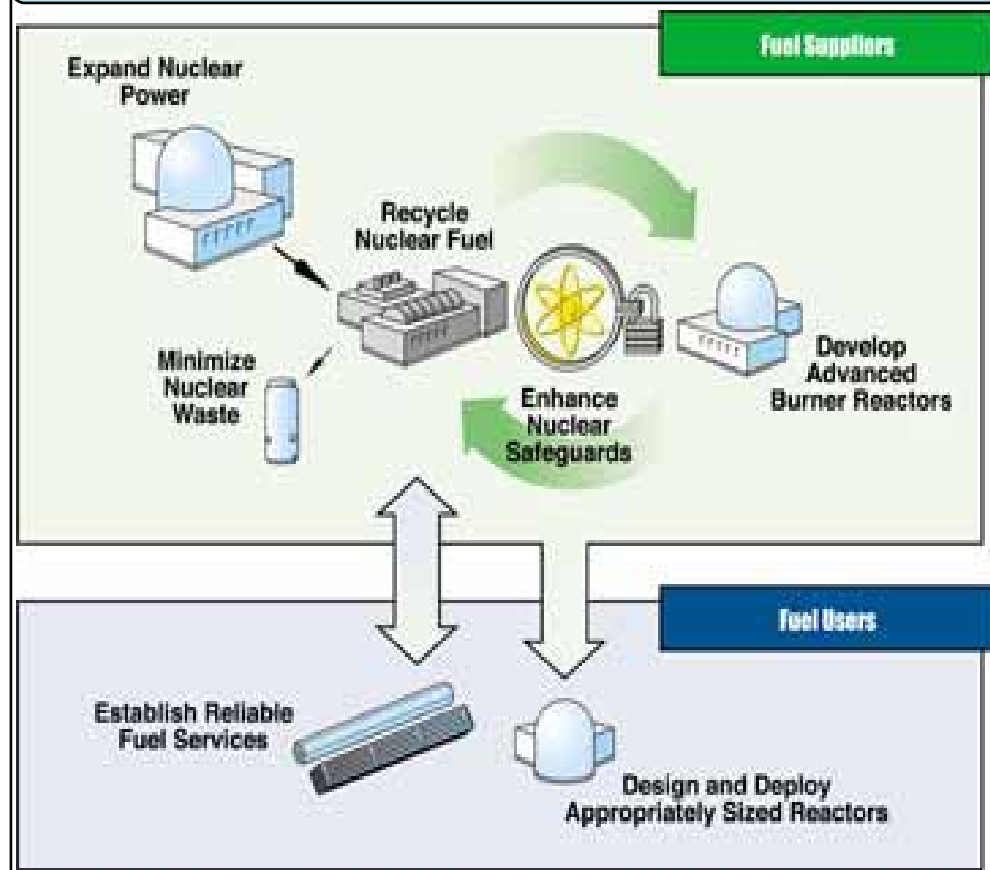 Fuel Suppliers
Expand Nuclear
Power
Recycle
Nuclear Fuel
Minimize
Nuclear
Waste
Enhance
Nuclear
Safeguards
Develop
Advanced
Burner Reactors
Fuel Users
Establish Reliable
Fuel Services
Design and Deploy
Appropriately Sized Reactors